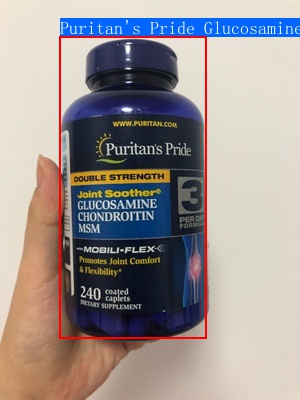 Puritan's Pride Glucosamine
WWW.PURITAN.COM
Puritan's Pride
DOUBLE STRENGTH
Joint Soother®
GLUCOSAMINE
CHONDROITIN
MSM
MOBILI-FLEX
Promotes Joint Comfort
& Flexibility*
240 coated
caplets
DIETARY SUPPLEMENT
3
PER DAY
FORMULA